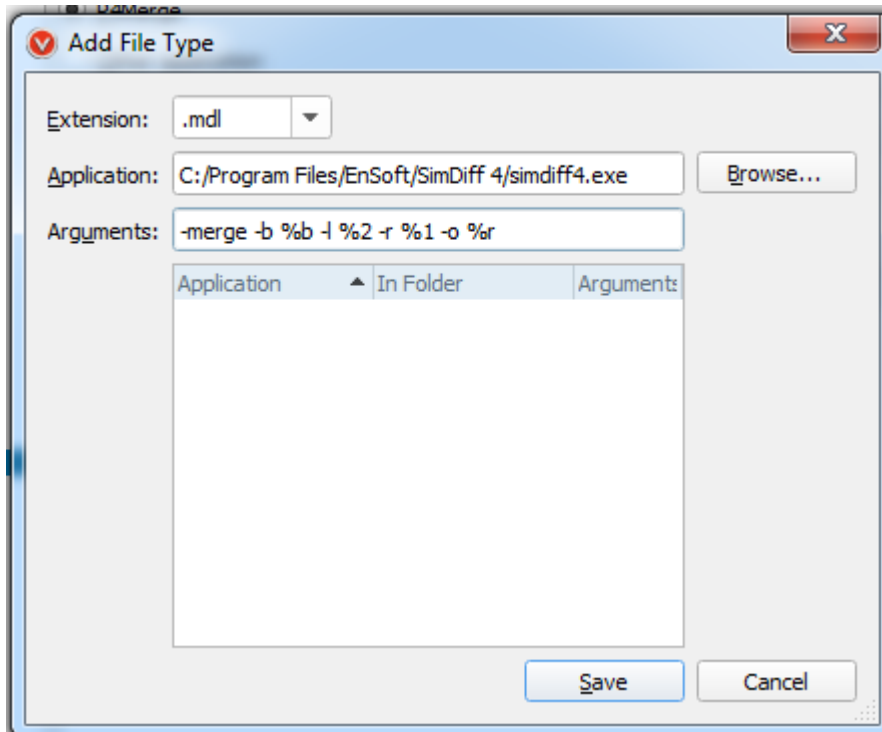 P4Merge
Add File Type
Extension: .mdl
Application: C:/Program Files/EnSoft/SimDiff 4/simdiff4.exe Browse...
Arguments: -merge -b %b -l %2 -r %1 -o %r
Application In Folder Arguments
Save Cancel